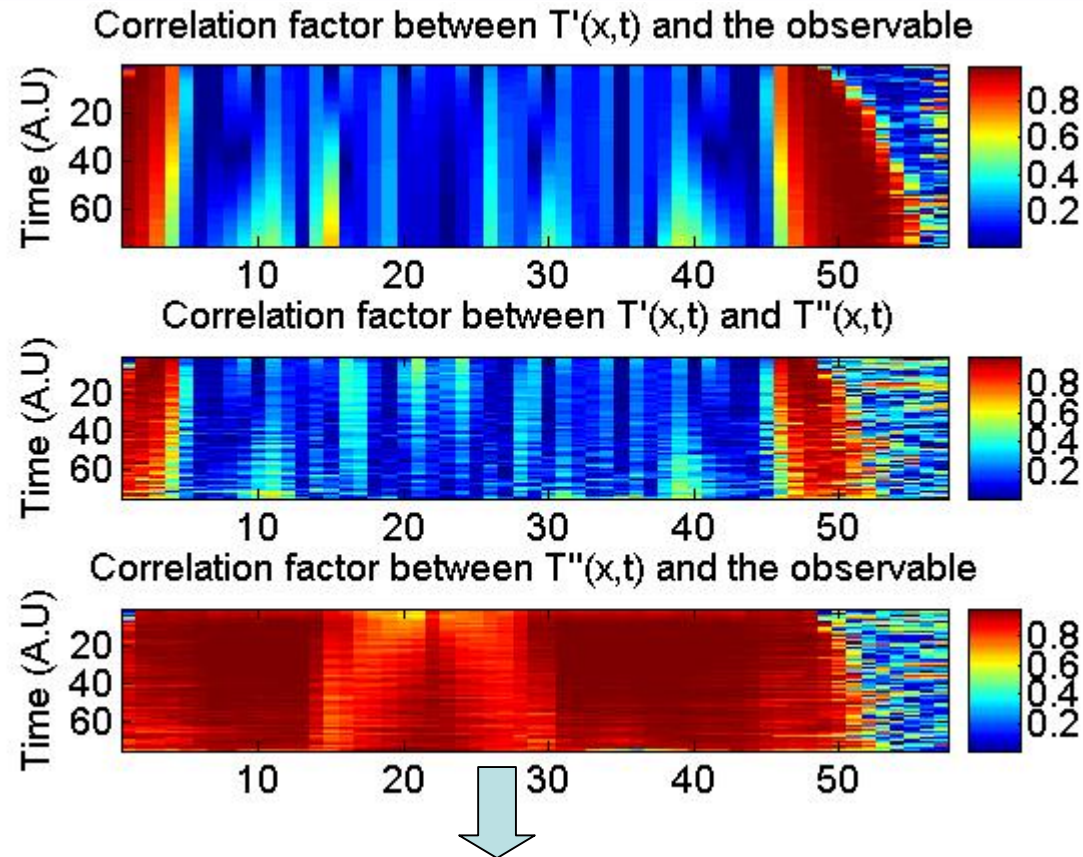 Correlation factor between T'(x,t) and the observable
Time (A.U)
20
40
60
0.8
0.6
0.4
0.2
10 20 30 40 50
Correlation factor between T'(x,t) and T"(x,t)
Time (A.U)
20
40
60
0.8
0.6
0.4
0.2
10 20 30 40 50
Correlation factor between T"(x,t) and the observable
Time (A.U)
20
40
60
0.8
0.6
0.4
0.2
10 20 30 40 50